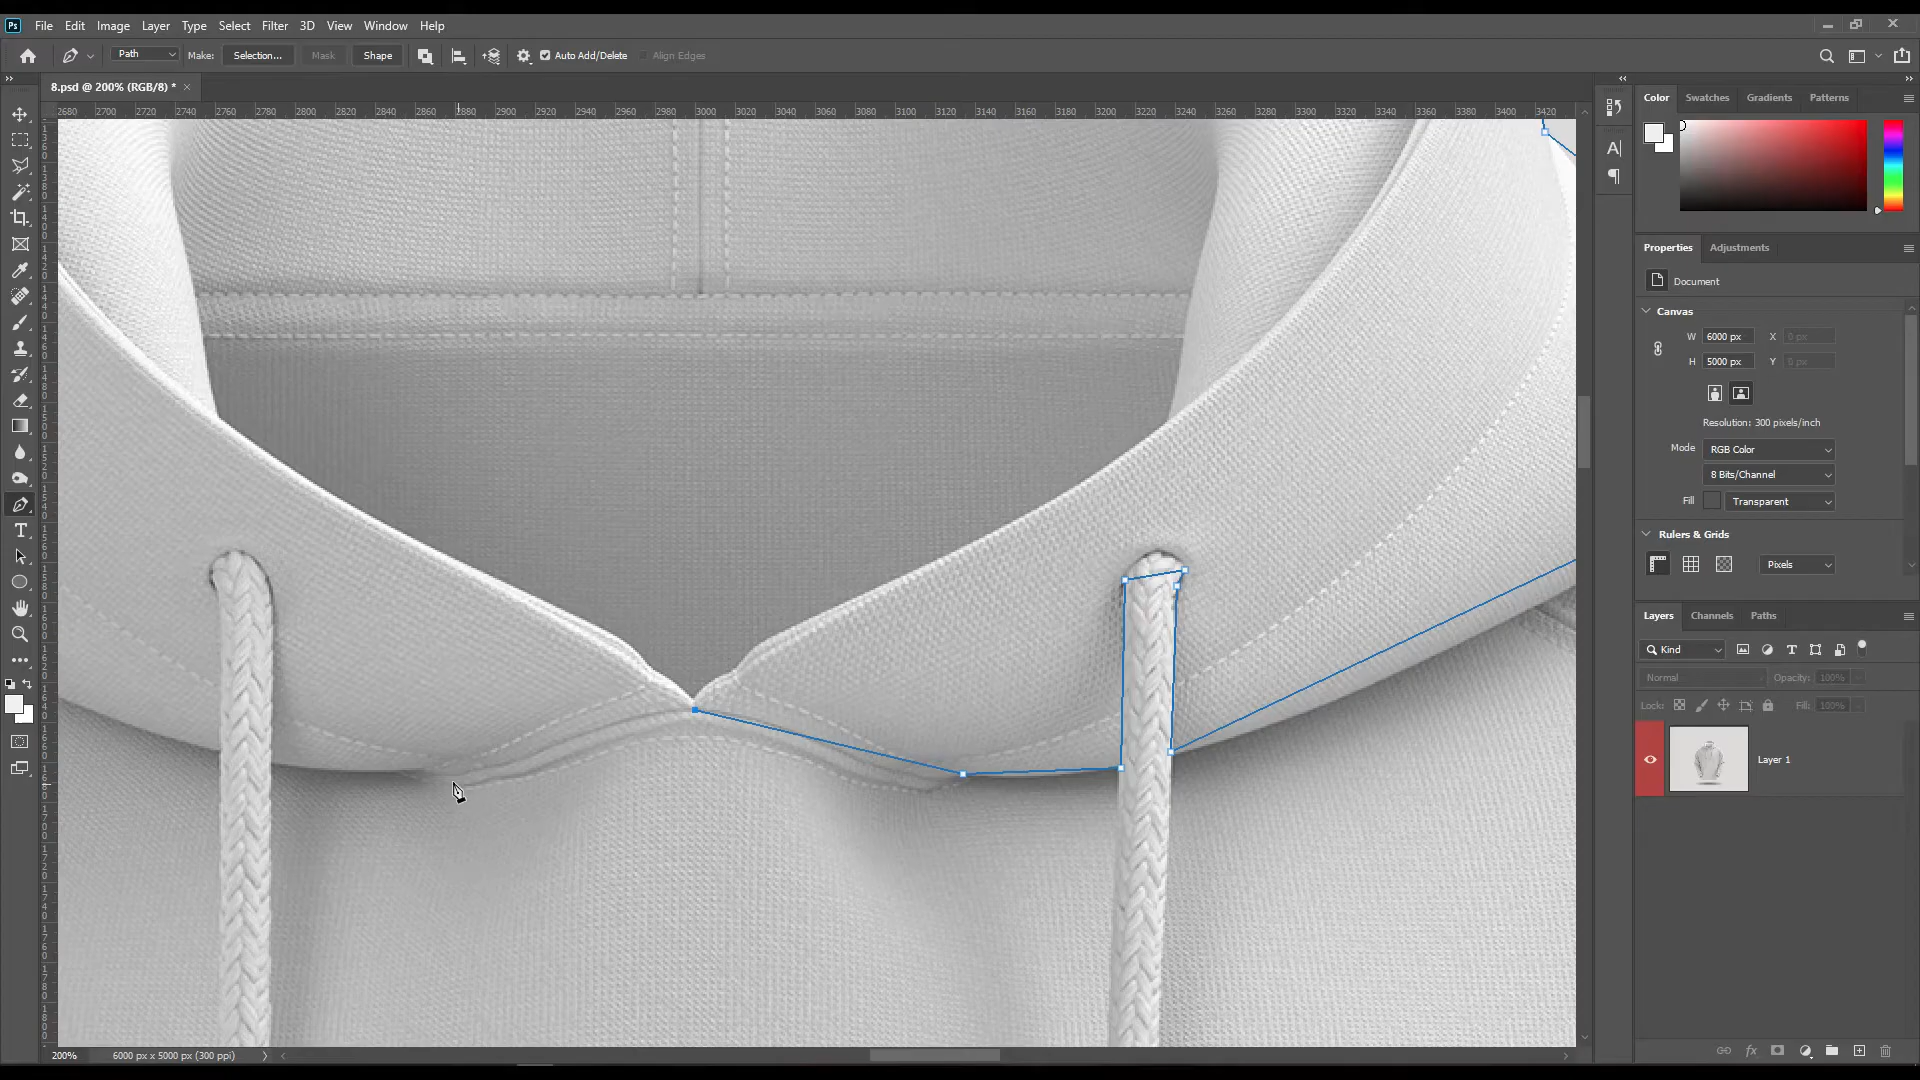 Ps File Edit Image Layer Type Select Filter 3D View Window Help
Path Make: Selection... Mask Shape Auto Add/Delete Align Edges
8.psd @ 200% (RGB/8) * ×
2680 2700 2720 2740 2760 2780 2800 2820 2840 2860 2880 2900 2920 2940 2960 2980 3000 3020 3040 3060 3080 3100 3120 3140 3160 3180 3200 3220 3240 3260 3280 3300 3320 3340 3360 3380 3400 3420
Color Swatches Gradients Patterns
Properties Adjustments
Document
Canvas
W 6000 px X 0 px
H 5000 px Y 0 px
Resolution: 300 pixels/inch
Mode RGB Color
8 Bits/Channel
Fill Transparent
Rulers & Grids
Pixels
Layers Channels Paths
Kind
Normal Opacity: 100%
Lock: Fill: 100%
Layer 1
200% 6000 px x 5000 px (300 ppi)